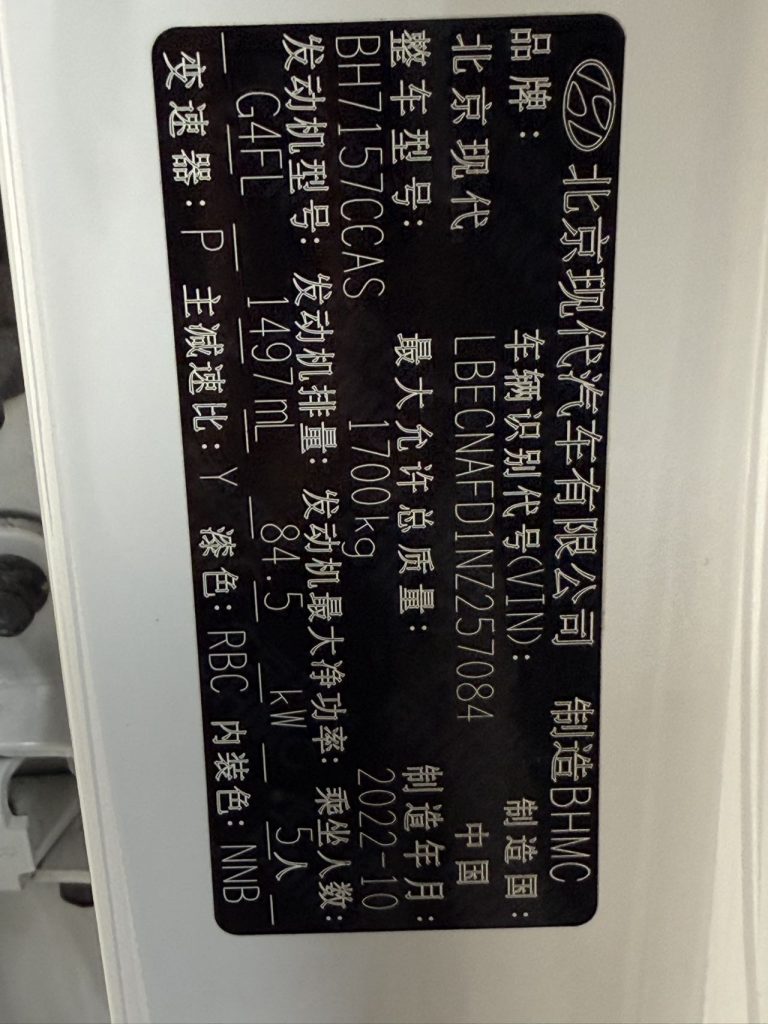 北京现代汽车有限公司 制造BHMC
品牌: 车辆识别代号(VIN): 制造国:
北京现代 LBECNAFD1NZ257084 中国
整车型号: 最大允许总质量: 制造年月:
BH7157CCAS 1700kg 2022-10
发动机型号: 发动机排量: 发动机最大净功率: 乘坐人数:
G4FL 1497mL 84.5 kW 5人
变速器: P 主减速比: Y 漆色: RBC 内装色: NNB